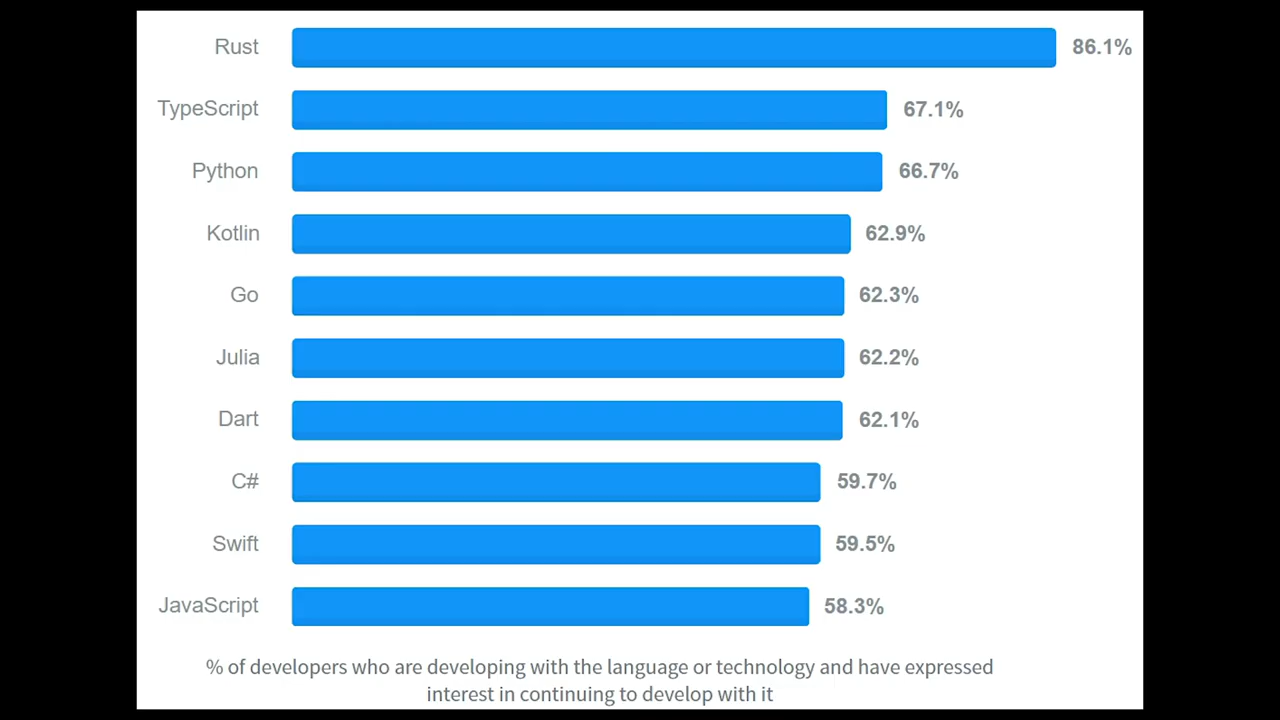 Rust 86.1%
TypeScript 67.1%
Python 66.7%
Kotlin 62.9%
Go 62.3%
Julia 62.2%
Dart 62.1%
C# 59.7%
Swift 59.5%
JavaScript 58.3%
% of developers who are developing with the language or technology and have expressed
interest in continuing to develop with it